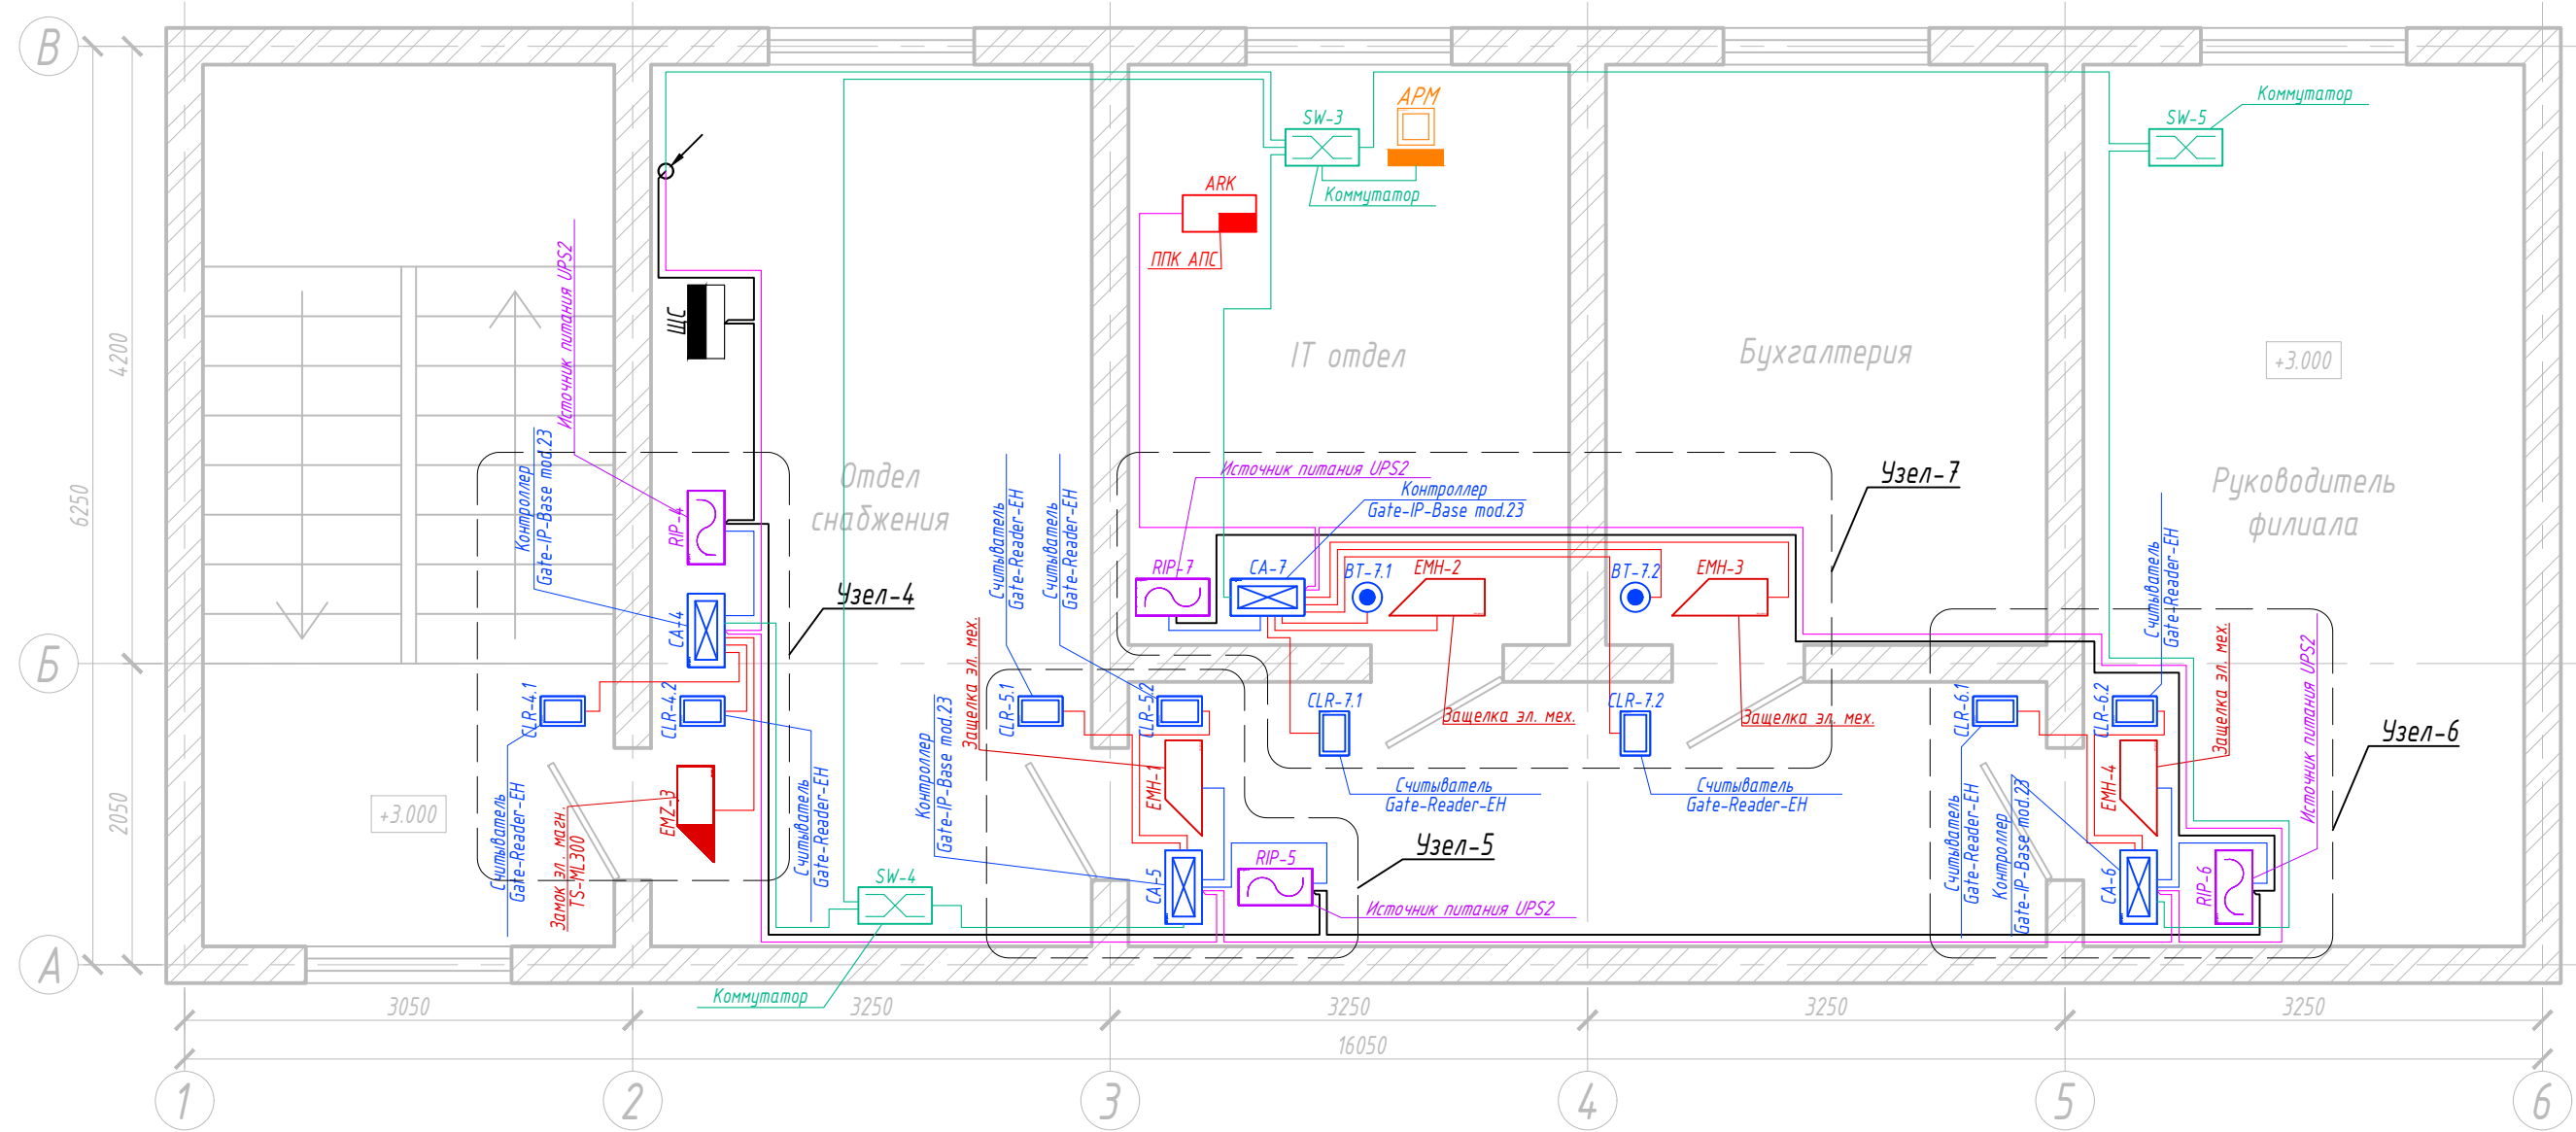 В
Коммутатор
АРМ
SW-3
SW-5
Коммутатор
ARK
ППК АПС
Источник питания UPS2
ЩС
4200
IT отдел
Бухгалтерия
+3.000
6250
Контроллер
Gate-IP-Base mod.23
Отдел
снабжения
RIP-4
Источник питания UPS2
Контроллер
Gate-IP-Base mod.23
Узел-7
Руководитель
филиала
Считыватель
Gate-Reader-EH
Считыватель
Gate-Reader-EH
Считыватель
Gate-Reader-EH
RIP-7
CA-7
BT-7.1
EMH-2
BT-7.2
EMH-3
Узел-4
CA-4
Б
Защелка эл. мех.
Защелка эл. мех.
Источник питания UPS2
CLR-4.1
CLR-4.2
CLR-5.1
CLR-5.2
CLR-7.1
CLR-7.2
CLR-6.1
CLR-6.2
Защелка эл. мех.
Защелка эл. мех.
Узел-6
Контроллер
Gate-IP-Base mod.23
EMH-1
EMH-4
Считыватель
Gate-Reader-EH
Считыватель
Gate-Reader-EH
2050
+3.000
Считыватель
Gate-Reader-EH
Замок эл. магн.
TS-ML300
EMZ-3
Считыватель
Gate-Reader-EH
Считыватель
Gate-Reader-EH
Контроллер
Gate-IP-Base mod.23
Узел-5
SW-4
CA-5
RIP-5
Источник питания UPS2
CA-6
RIP-6
А
Коммутатор
3050
3250
3250
3250
3250
16050
1
2
3
4
5
6